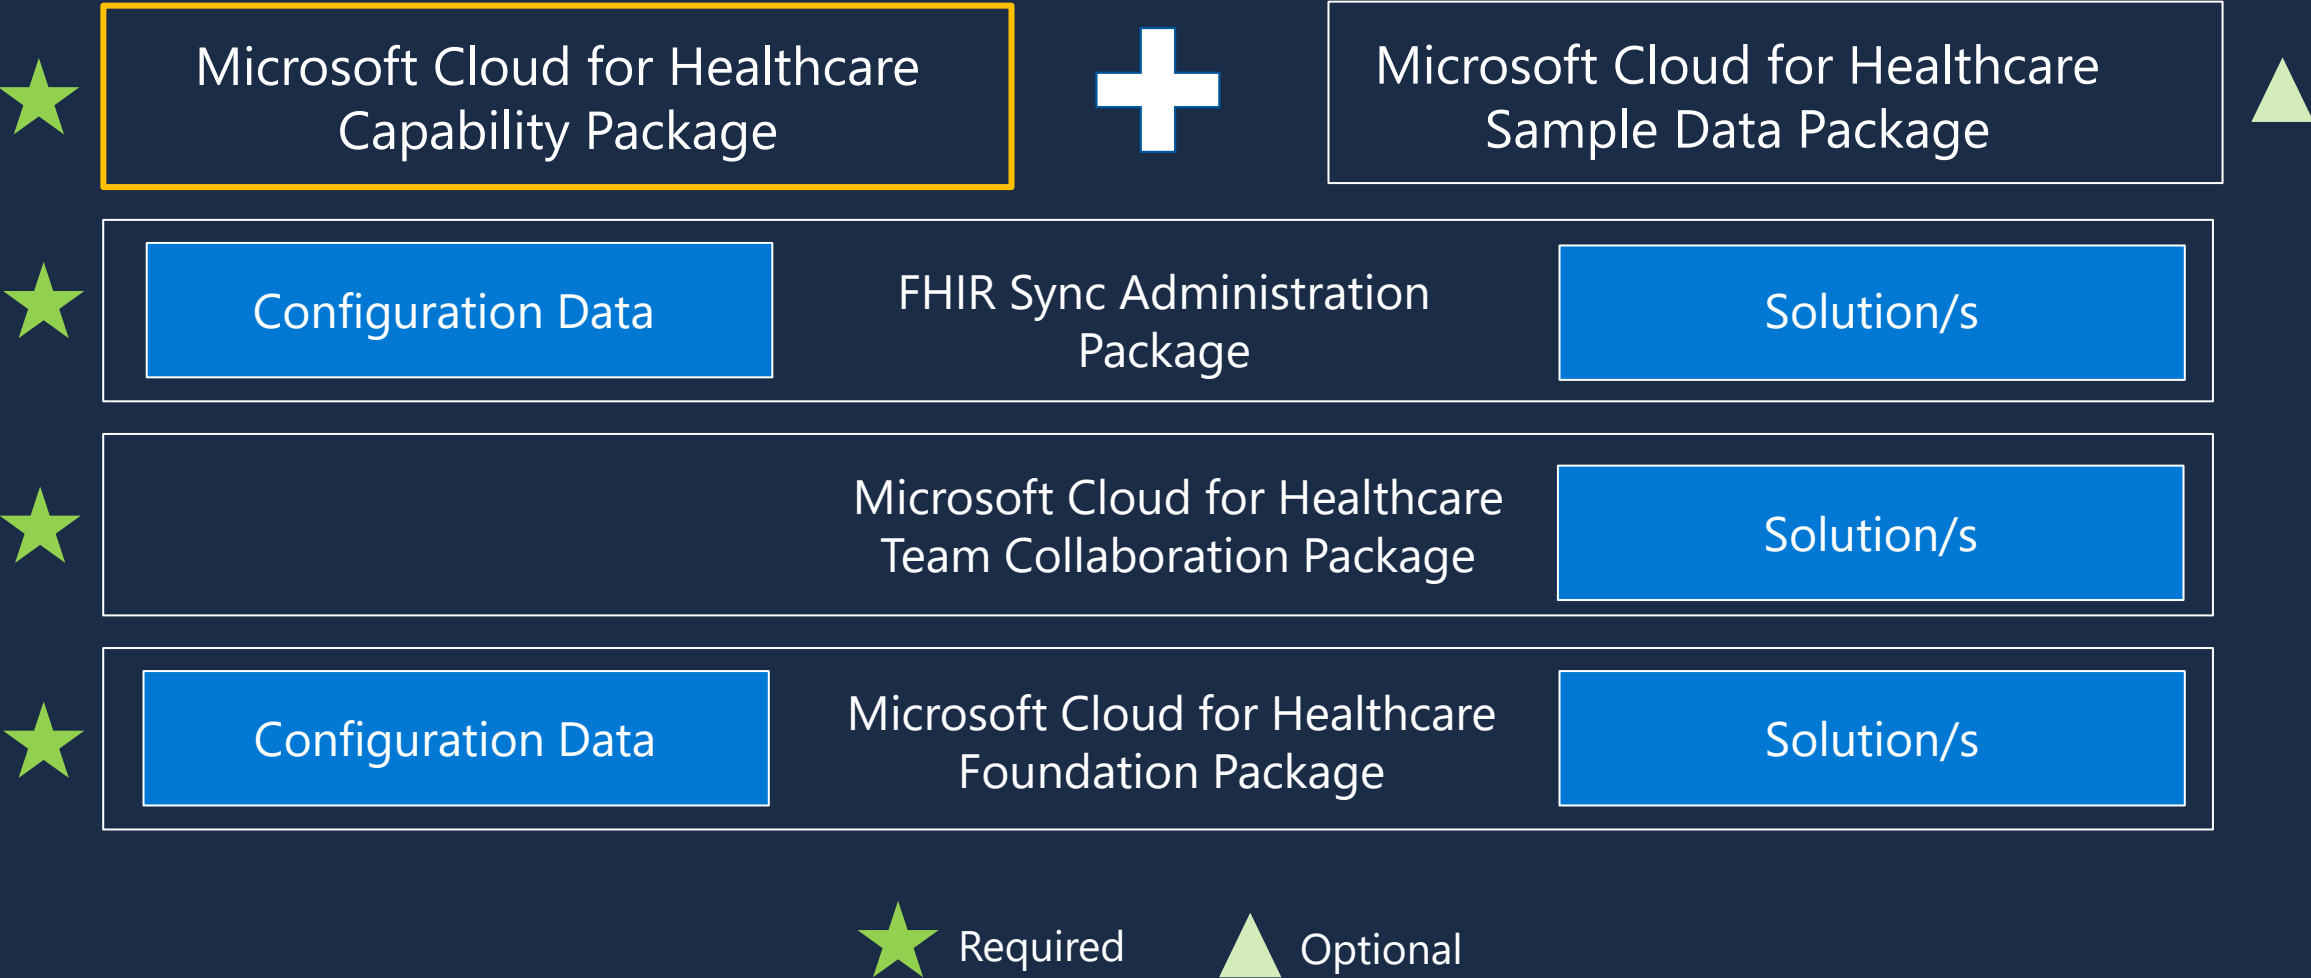 Microsoft Cloud for Healthcare
Capability Package
Microsoft Cloud for Healthcare
Sample Data Package
Configuration Data
FHIR Sync Administration
Package
Solution/s
Microsoft Cloud for Healthcare
Team Collaboration Package
Solution/s
Configuration Data
Microsoft Cloud for Healthcare
Foundation Package
Solution/s
Required
Optional